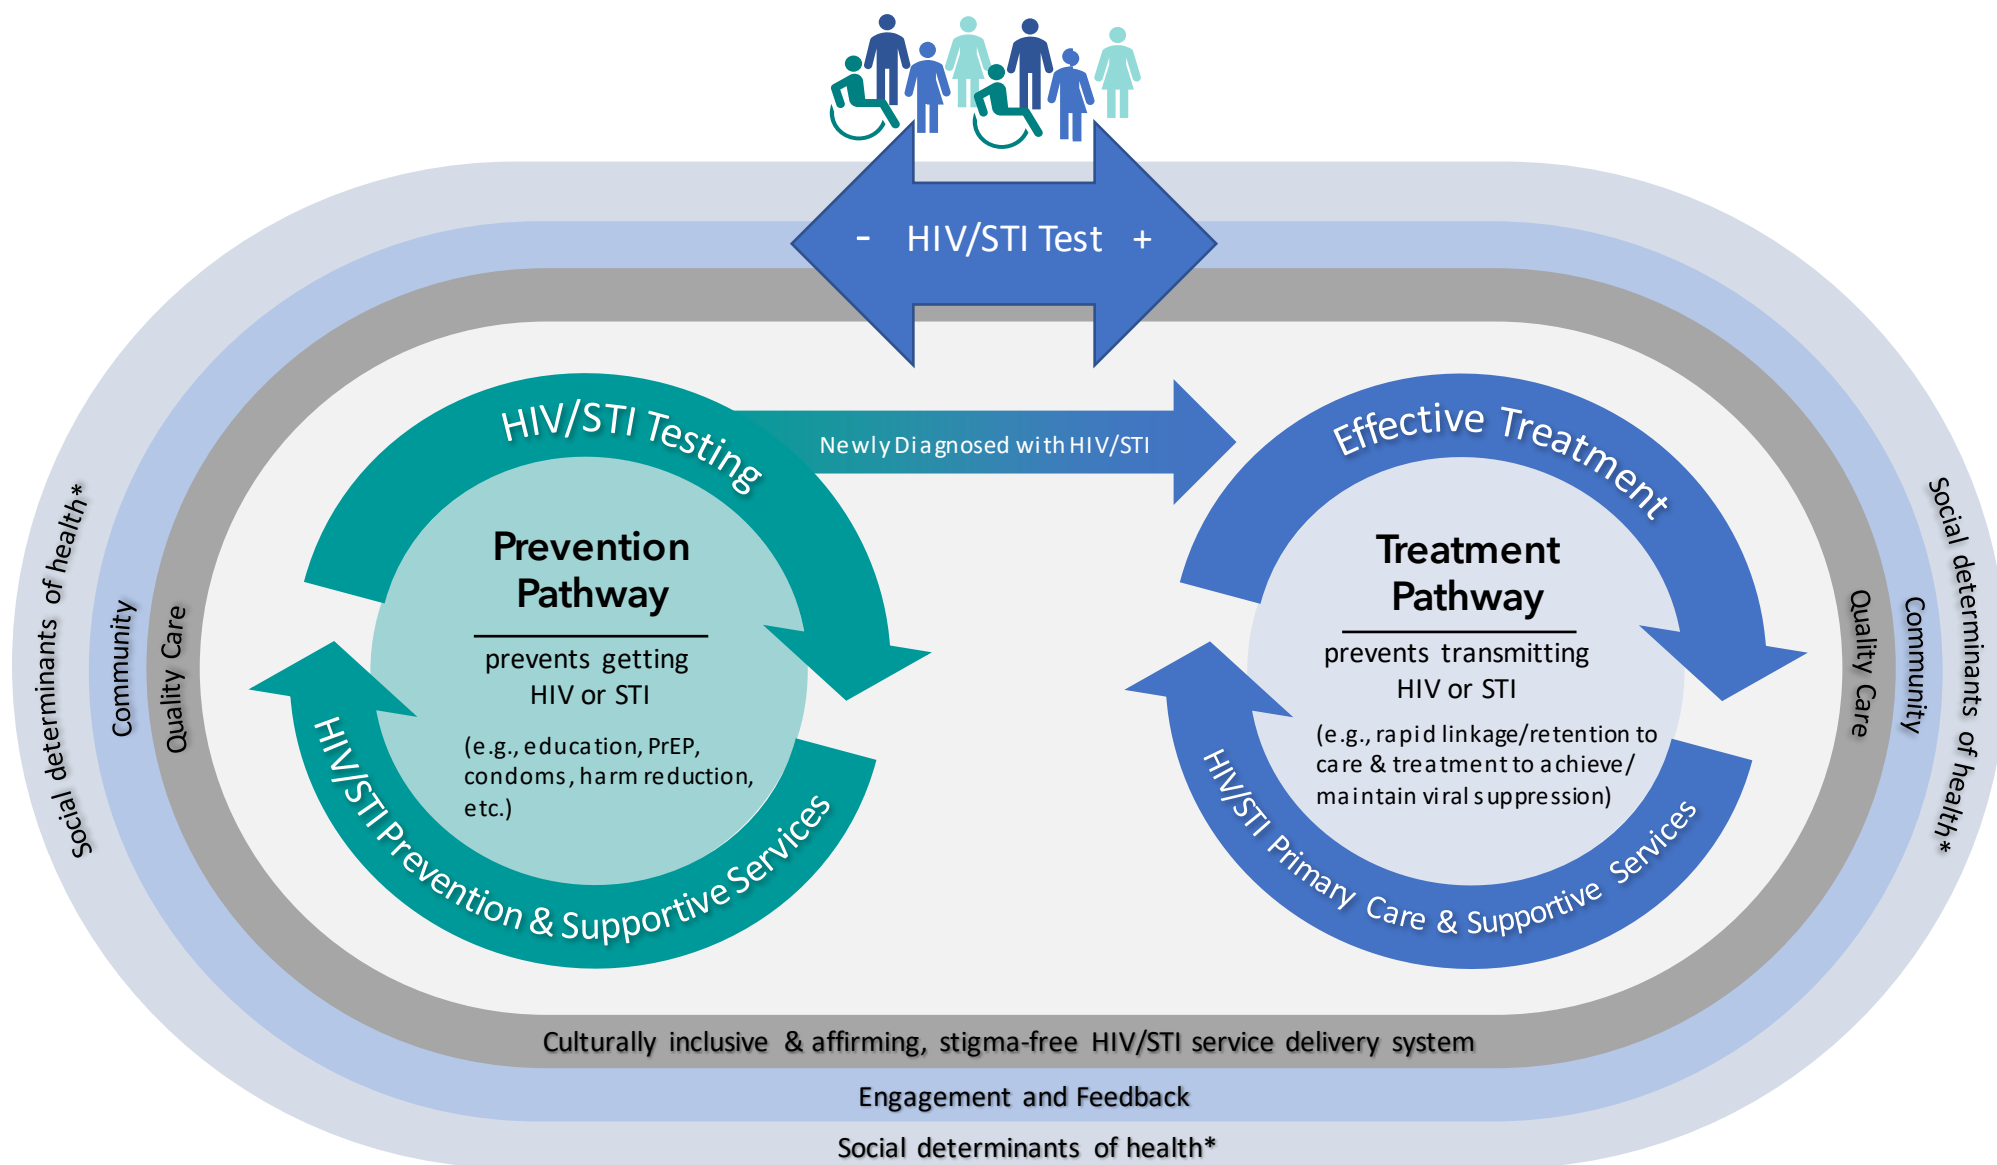 - HIV/STI Test +
HIV/STI Testing
Newly Diagnosed with HIV/STI
Effective Treatment
Prevention
Pathway
prevents getting
HIV or STI
(e.g., education, PrEP,
condoms, harm reduction,
etc.)
HIV/STI Prevention & Supportive Services
Treatment
Pathway
prevents transmitting
HIV or STI
(e.g., rapid linkage/retention to
care & treatment to achieve/
maintain viral suppression)
HIV/STI Primary Care & Supportive Services
Social determinants of health*
Community
Quality Care
Quality Care
Community
Social determinants of health*
Culturally inclusive & affirming, stigma-free HIV/STI service delivery system
Engagement and Feedback
Social determinants of health*